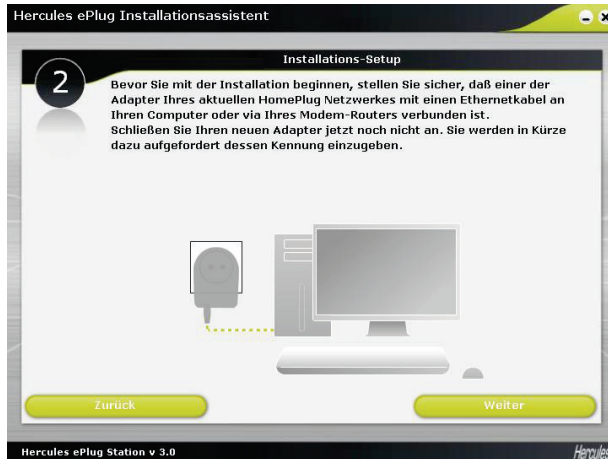 Hercules ePlug Installationsassistent
Installations-Setup
2
Bevor Sie mit der Installation beginnen, stellen Sie sicher, daß einer der
Adapter Ihres aktuellen HomePlug Netzwerkes mit einen Ethernetkabel an
Ihren Computer oder via Ihres Modem-Routers verbunden ist.
Schließen Sie Ihren neuen Adapter jetzt noch nicht an. Sie werden in Kürze
dazu aufgefordert dessen Kennung einzugeben.
Zurück
Weiter
Hercules ePlug Station v 3.0
Hercules